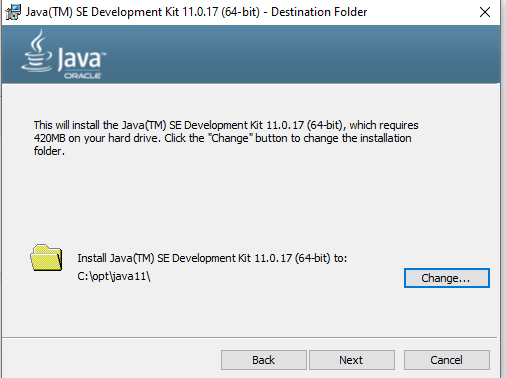 Java(TM) SE Development Kit 11.0.17 (64-bit) - Destination Folder
Java™
ORACLE
This will install the Java(TM) SE Development Kit 11.0.17 (64-bit), which requires
420MB on your hard drive. Click the "Change" button to change the installation
folder.
Install Java(TM) SE Development Kit 11.0.17 (64-bit) to:
C:\opt\java11\
Change...
Back
Next
Cancel